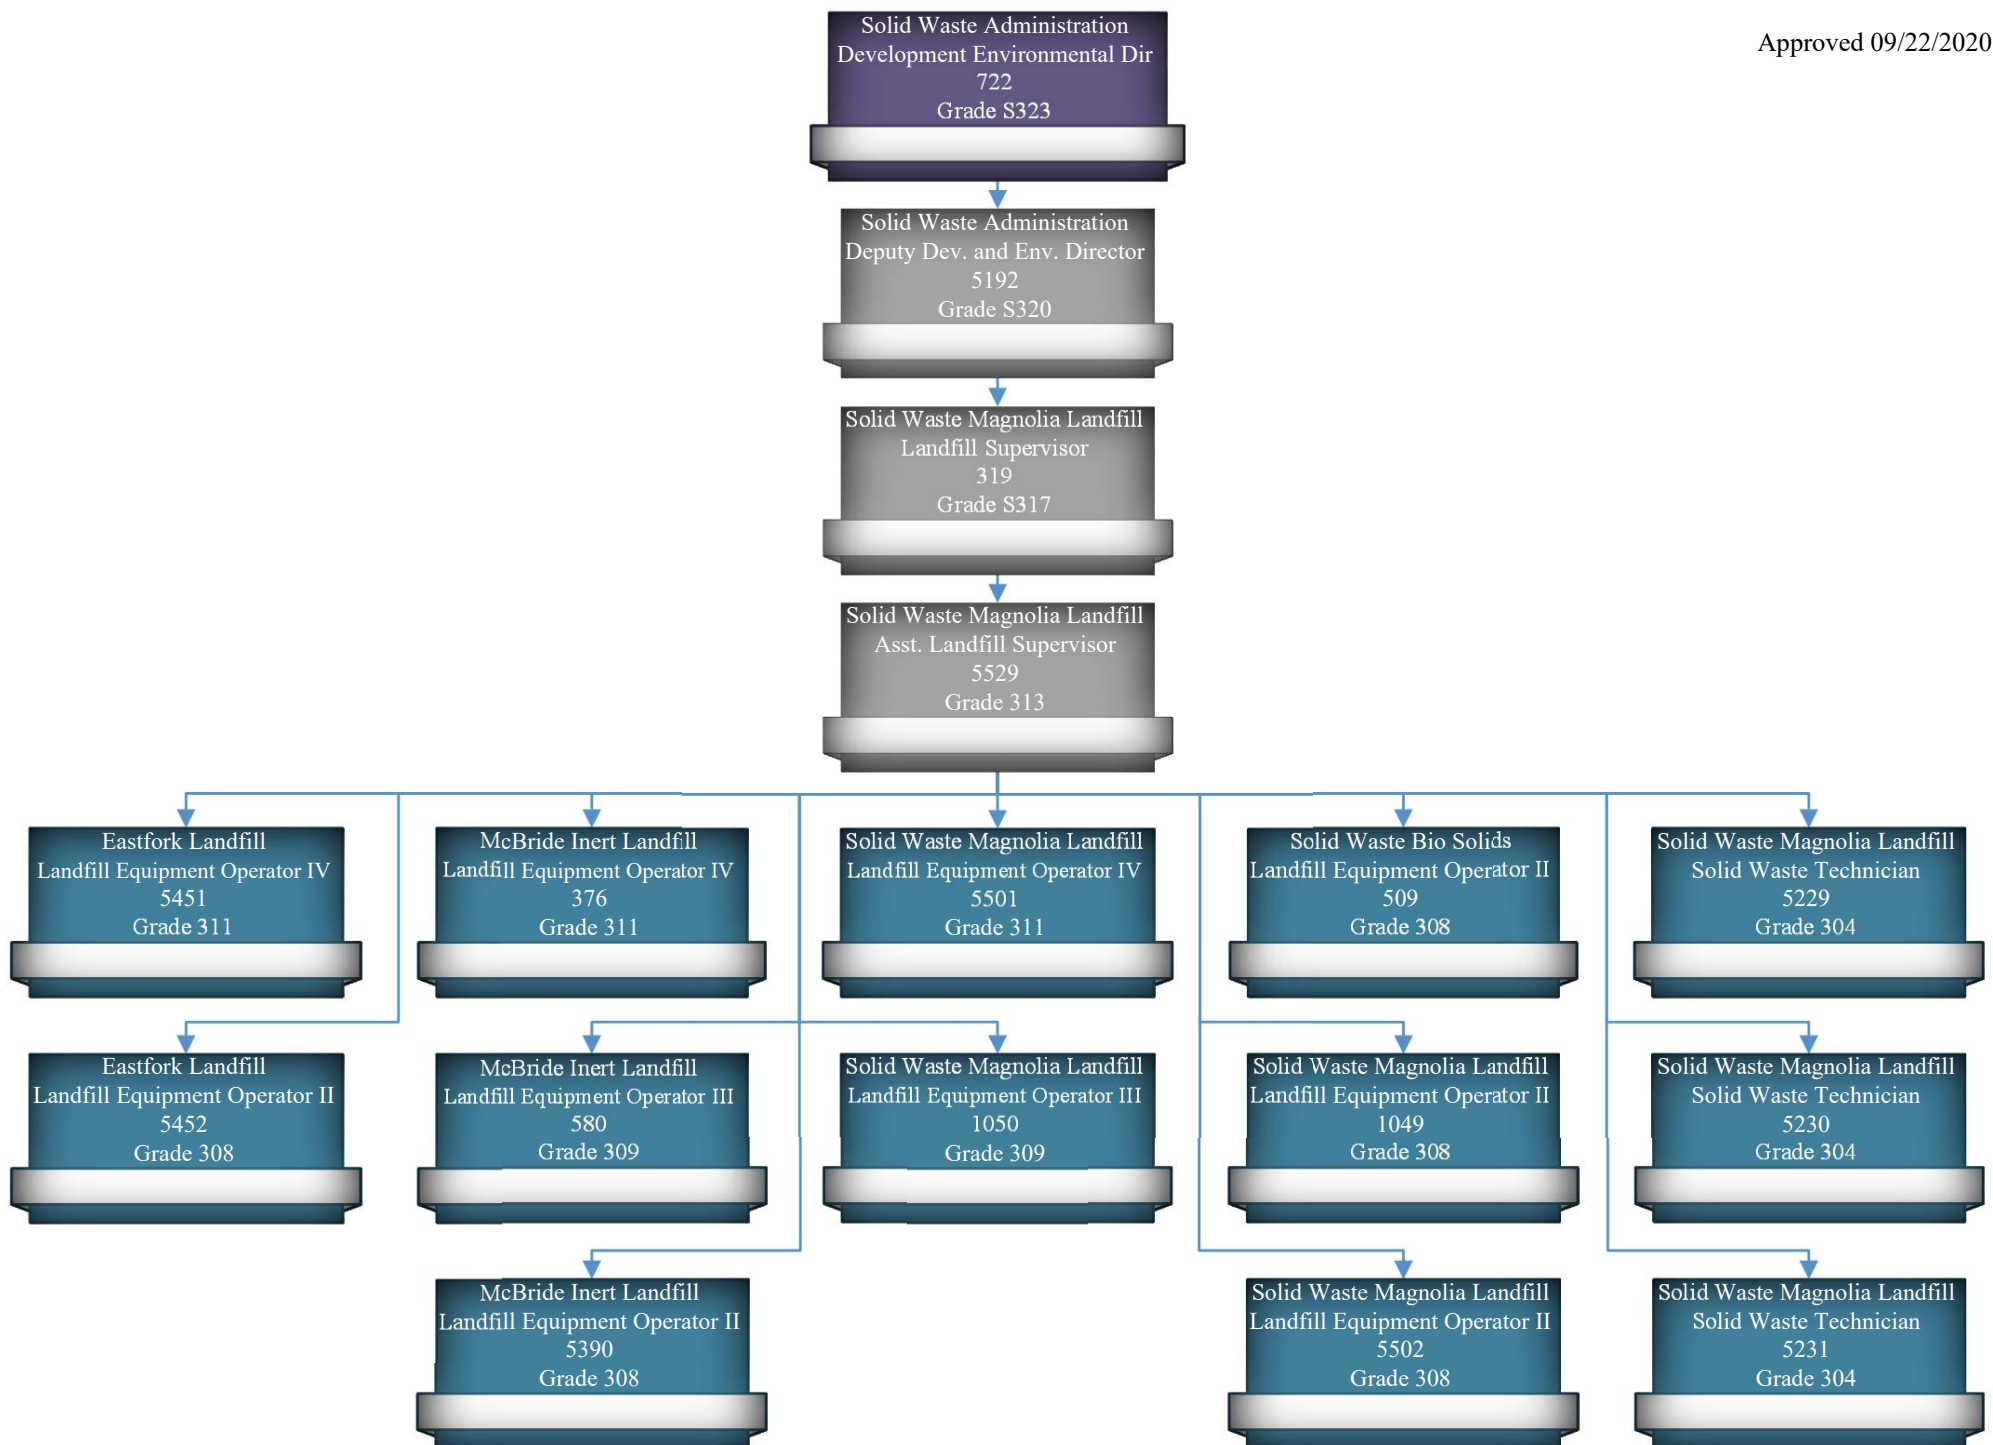 Approved 09/22/2020
Solid Waste Administration
Development Environmental Dir
722
Grade S323
Solid Waste Administration
Deputy Dev. and Env. Director
5192
Grade S320
Solid Waste Magnolia Landfill
Landfill Supervisor
319
Grade S317
Solid Waste Magnolia Landfill
Asst. Landfill Supervisor
5529
Grade 313
Eastfork Landfill
Landfill Equipment Operator IV
5451
Grade 311
McBride Inert Landfill
Landfill Equipment Operator IV
376
Grade 311
Solid Waste Magnolia Landfill
Landfill Equipment Operator IV
5501
Grade 311
Solid Waste Bio Solids
Landfill Equipment Operator II
509
Grade 308
Solid Waste Magnolia Landfill
Solid Waste Technician
5229
Grade 304
Eastfork Landfill
Landfill Equipment Operator II
5452
Grade 308
McBride Inert Landfill
Landfill Equipment Operator III
580
Grade 309
Solid Waste Magnolia Landfill
Landfill Equipment Operator III
1050
Grade 309
Solid Waste Magnolia Landfill
Landfill Equipment Operator II
1049
Grade 308
Solid Waste Magnolia Landfill
Solid Waste Technician
5230
Grade 304
McBride Inert Landfill
Landfill Equipment Operator II
5390
Grade 308
Solid Waste Magnolia Landfill
Landfill Equipment Operator II
5502
Grade 308
Solid Waste Magnolia Landfill
Solid Waste Technician
5231
Grade 304